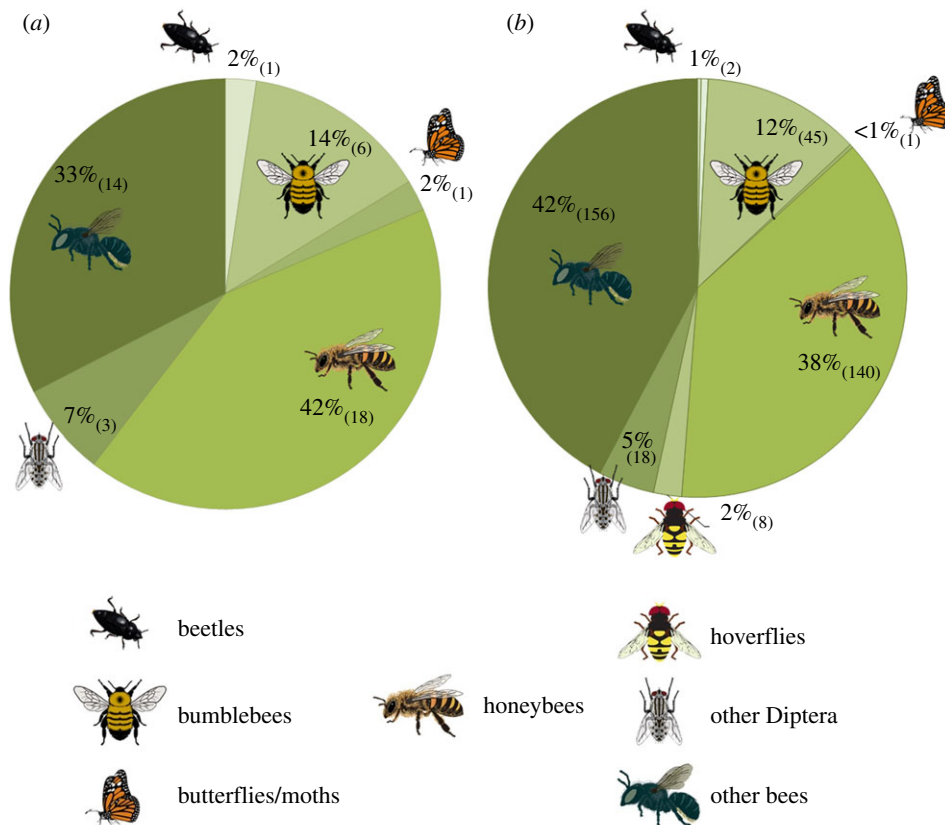 (a)
2%(1)
14%(6)
2%(1)
33%(14)
42%(18)
7%(3)
(b)
1%(2)
12%(45)
<1%(1)
42%(156)
38%(140)
5%
(18)
2%(8)
beetles
bumblebees
butterflies/moths
honeybees
hoverflies
other Diptera
other bees